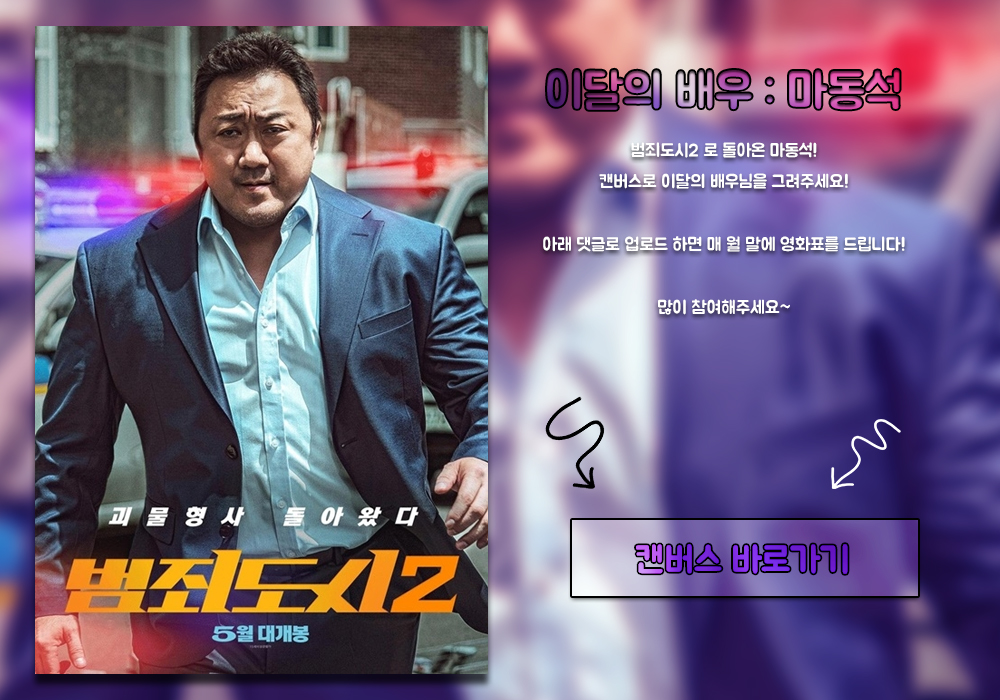 괴물형사 돌아왔다
범죄도시2
5월 대개봉
이달의 배우 : 마동석
범죄도시2 로 돌아온 마동석!
캔버스로 이달의 배우님을 그려주세요!
아래 댓글로 업로드 하면 매 월 말에 영화표를 드립니다!
많이 참여해주세요~
캔버스 바로가기